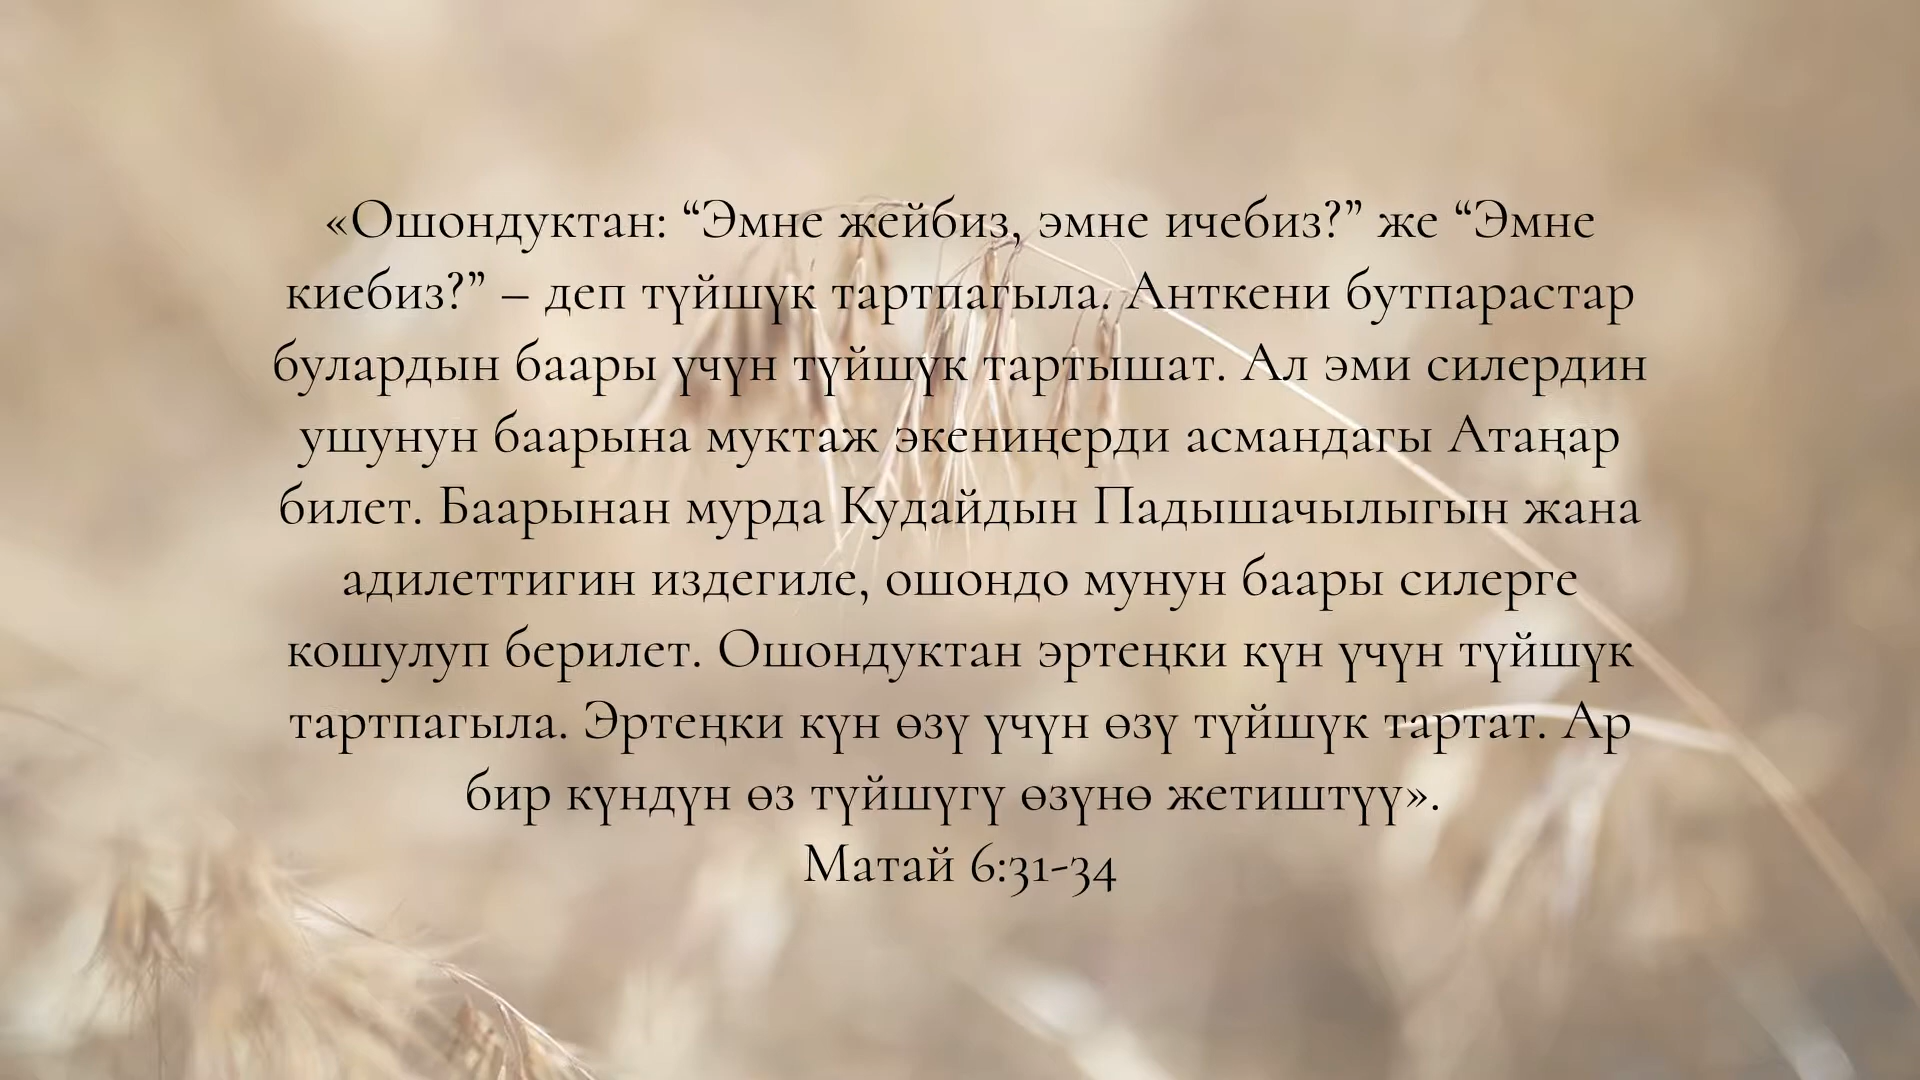 «Ошондуктан: “Эмне жейбиз, эмне ичебиз?” же “Эмне
киебиз?” – деп түйшүк тартпагыла. Анткени бутпарастар
булардын баары үчүн түйшүк тартышат. Ал эми силердин
ушунун баарына муктаж экениңерди асмандагы Атаңар
билет. Баарынан мурда Кудайдын Падышачылыгын жана
адилеттигин издегиле, ошондо мунун баары силерге
кошулуп берилет. Ошондуктан эртеңки күн үчүн түйшүк
тартпагыла. Эртеңки күн өзү үчүн өзү түйшүк тартат. Ар
бир күндүн өз түйшүгү өзүнө жетиштүү».
Матай 6:31-34